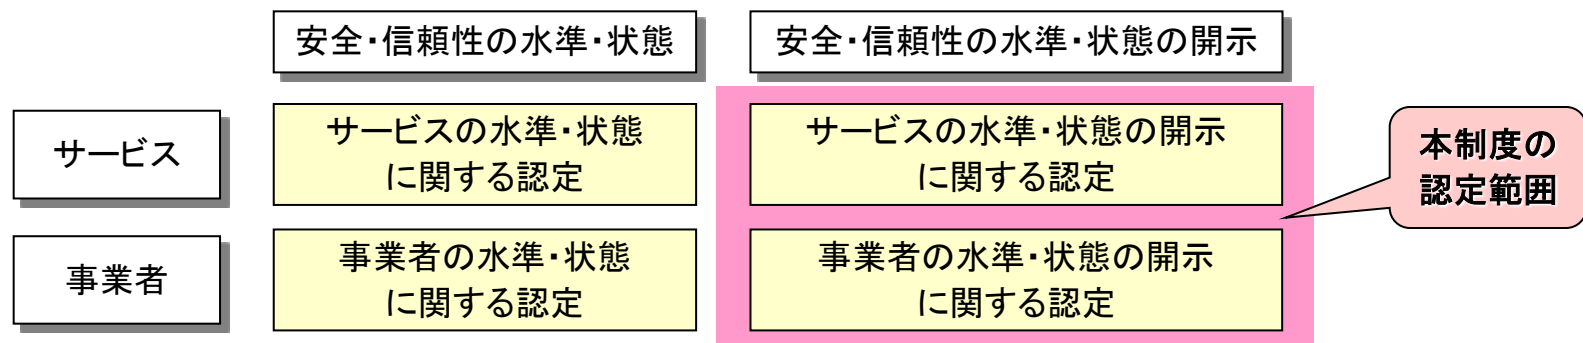 安全・信頼性の水準・状態
安全・信頼性の水準・状態の開示
サービス
サービスの水準・状態
に関する認定
サービスの水準・状態の開示
に関する認定
本制度の
認定範囲
事業者
事業者の水準・状態
に関する認定
事業者の水準・状態の開示
に関する認定